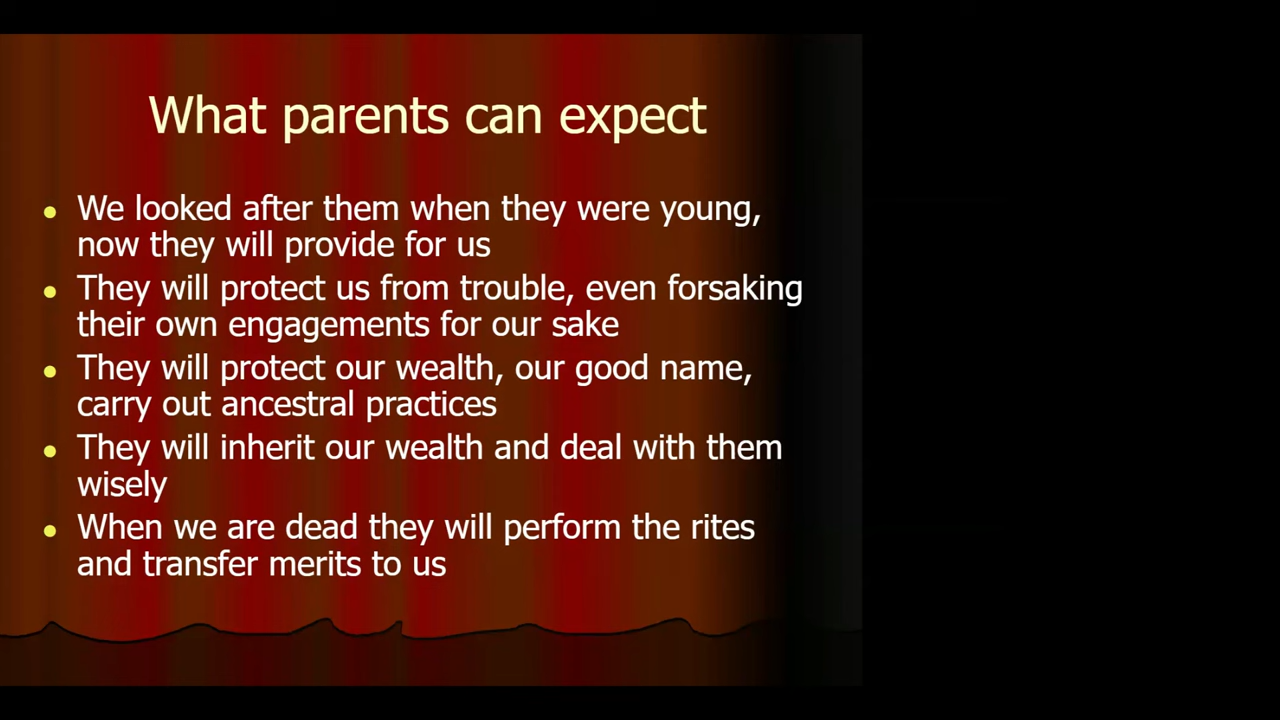 What parents can expect
• We looked after them when they were young,
now they will provide for us
• They will protect us from trouble, even forsaking
their own engagements for our sake
• They will protect our wealth, our good name,
carry out ancestral practices
• They will inherit our wealth and deal with them
wisely
• When we are dead they will perform the rites
and transfer merits to us